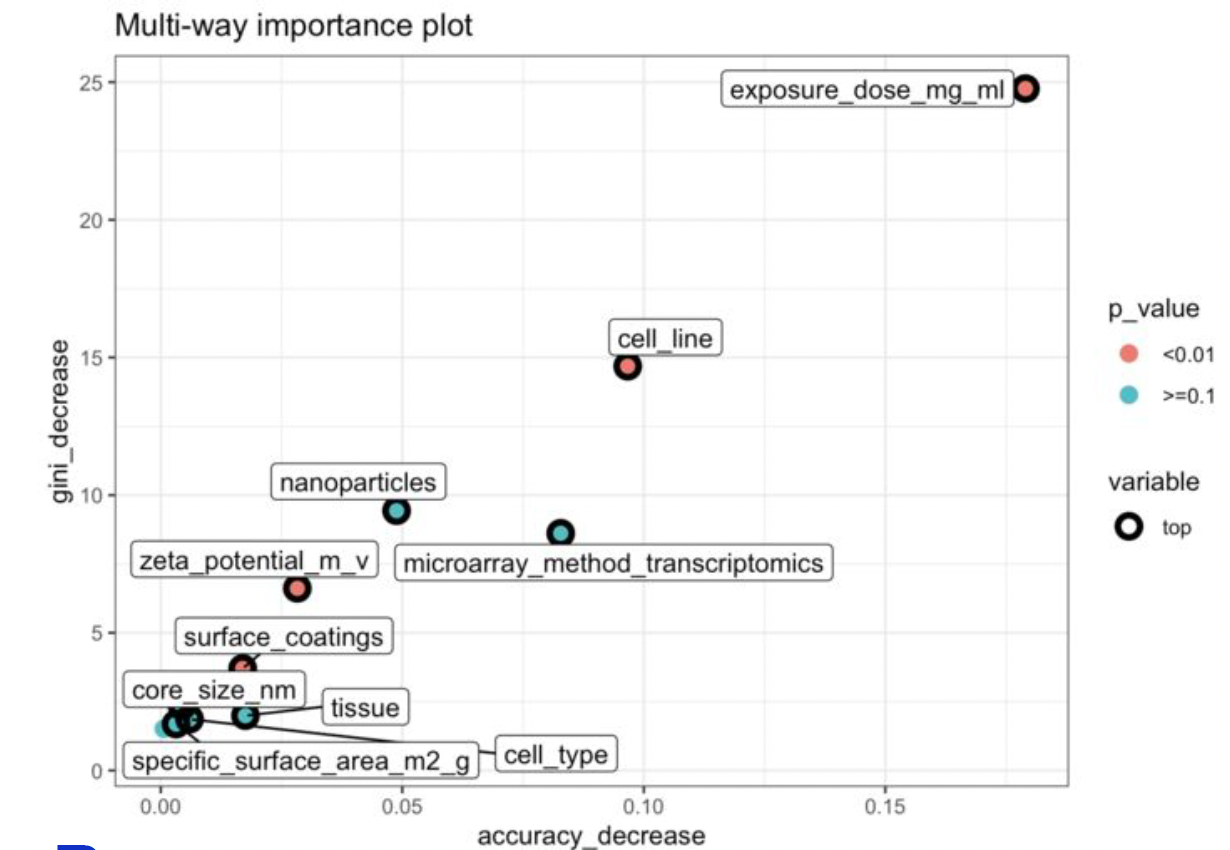 Multi-way importance plot
25
exposure_dose_mg_ml
20
cell_line
15
nanoparticles
10
microarray_method_transcriptomics
zeta_potential_m_v
surface_coatings
5
core_size_nm
tissue
cell_type
specific_surface_area_m2_g
0
gini_decrease
0.00
0.05
0.10
0.15
accuracy_decrease
p_value
<0.01
>=0.1
variable
top